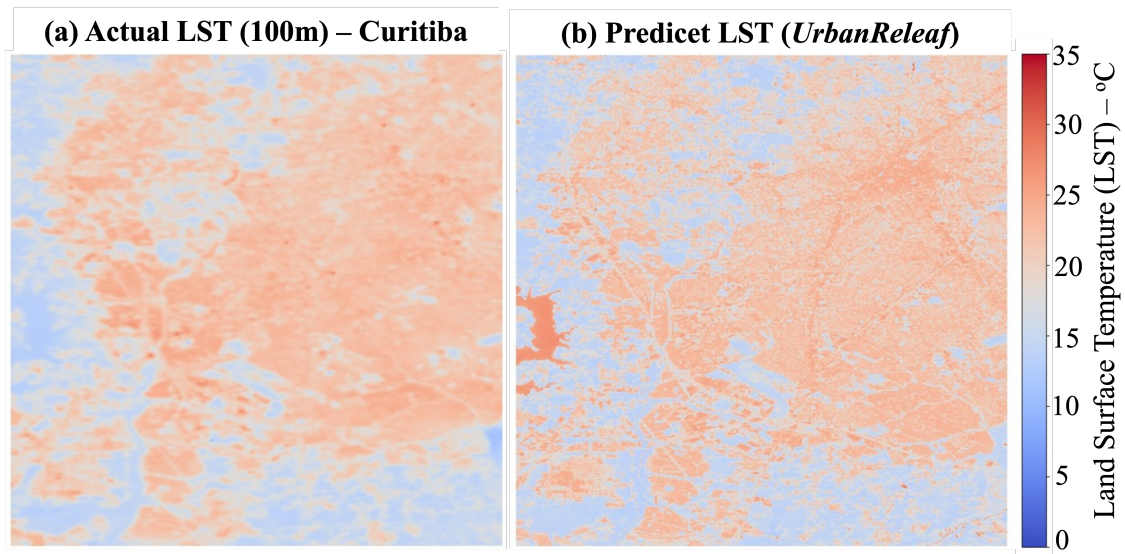 (a) Actual LST (100m) – Curitiba
(b) Predicet LST (UrbanReleaf)
35
30
25
20
15
10
5
0
Land Surface Temperature (LST) – ᵒC